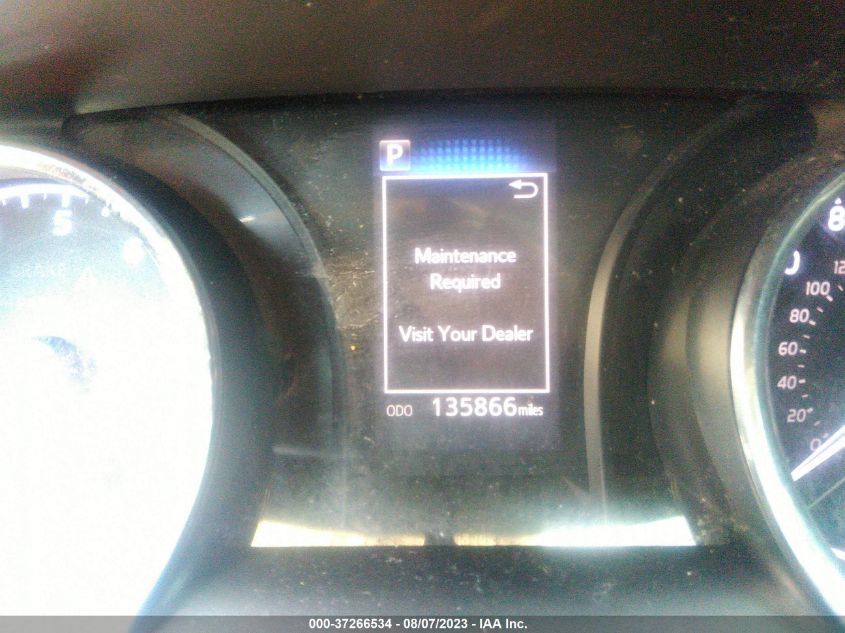 P
Maintenance
Required
Visit Your Dealer
ODO 135866 miles
5
8
120
100
80
60
40
20
0
000-37266534 - 08/07/2023 - IAA Inc.